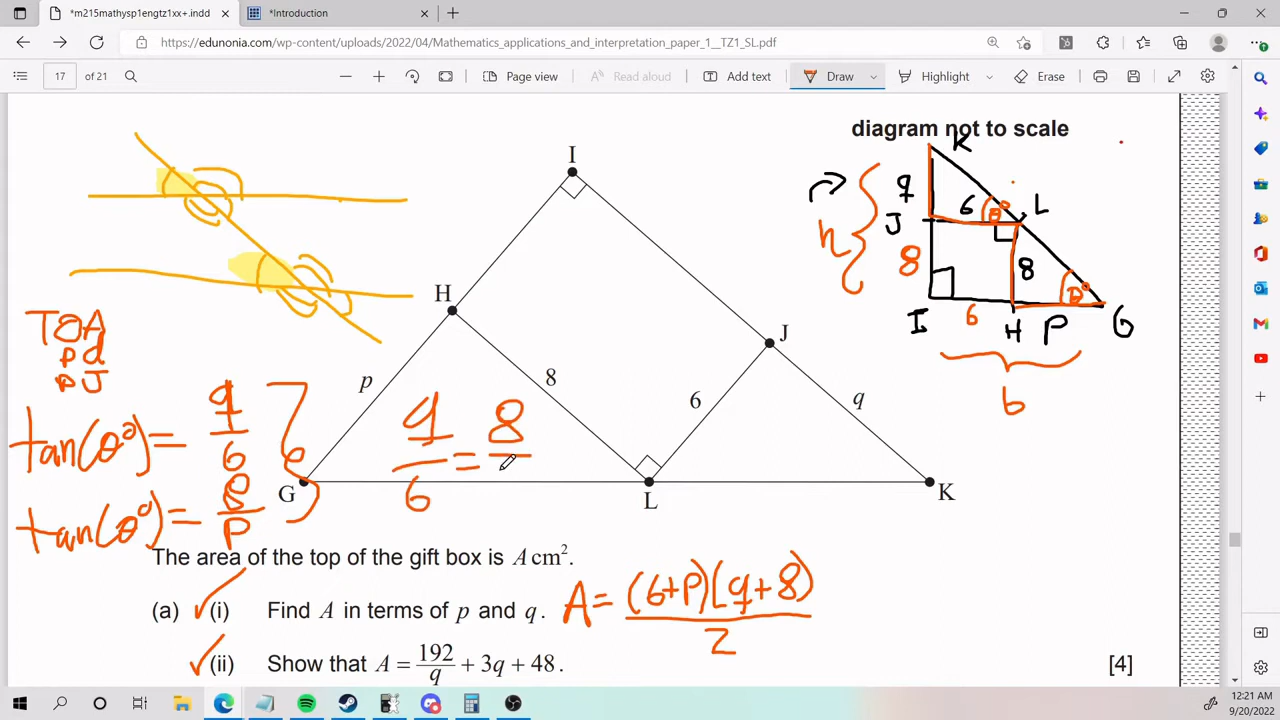 *m215mathysp1engtz1xx+.indd
*Introduction
https://edunonia.com/wp-content/uploads/2022/04/Mathematics_applications_and_interpretation_paper_1__TZ1_SL.pdf
17 of 21
Page view
Read aloud
Add text
Draw
Highlight
Erase
diagram not to scale
I
H
J
G
L
K
p
8
6
q
K
q
6
θ°
L
J
h
8
8
θ°
I
6
H
P
G
b
TOA
tan(θ°) = q/6
tan(θ°) = 8/P
q/6 = 8/
The area of the top of the gift box is A cm².
(a) (i) Find A in terms of p and q.
A = (6+P)(q+8)/2
(ii) Show that A = 192/q + 3q + 48. [4]
12:21 AM
9/20/2022